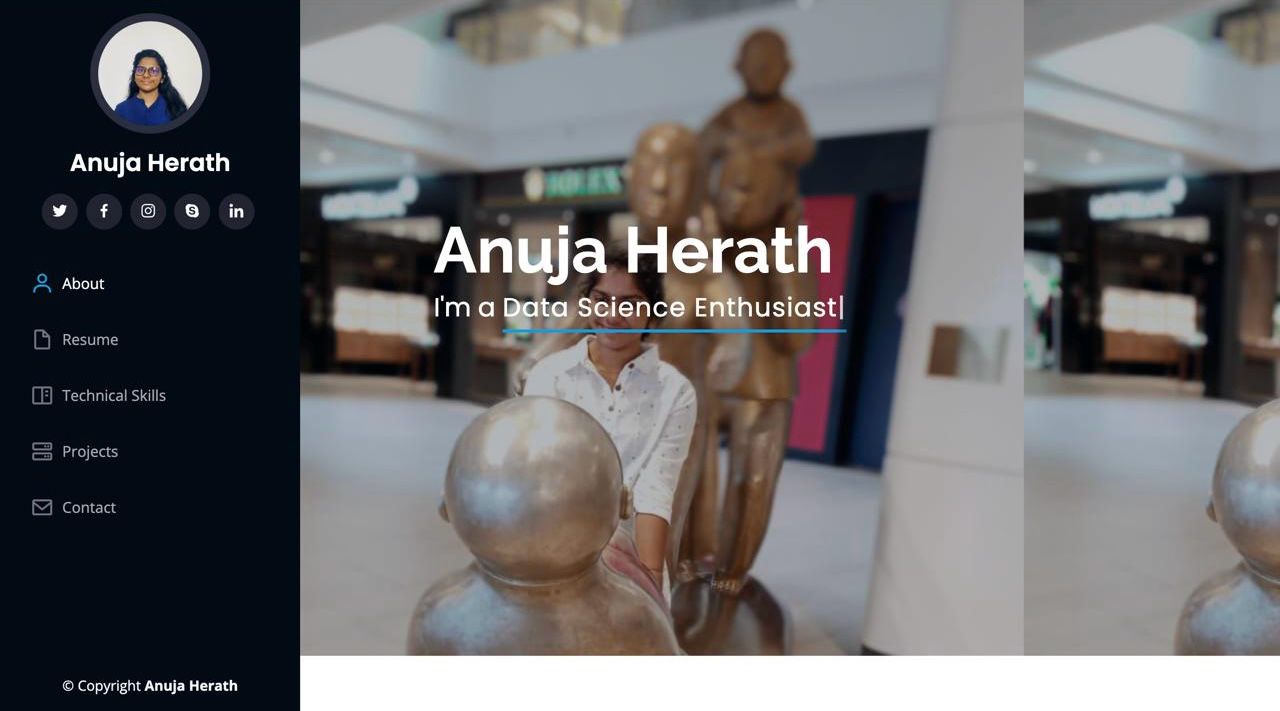 Anuja Herath
About
Resume
Technical Skills
Projects
Contact
© Copyright Anuja Herath
ROLEX
Anuja Herath
I'm a Data Science Enthusiast|